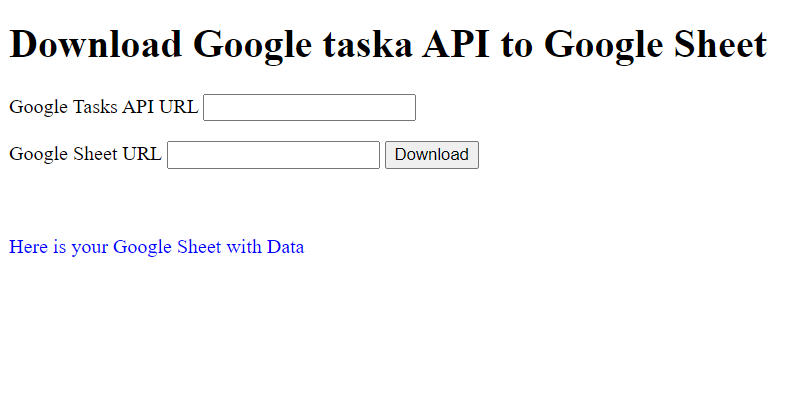 Download Google taska API to Google Sheet
Google Tasks API URL
Google Sheet URL Download
Here is your Google Sheet with Data